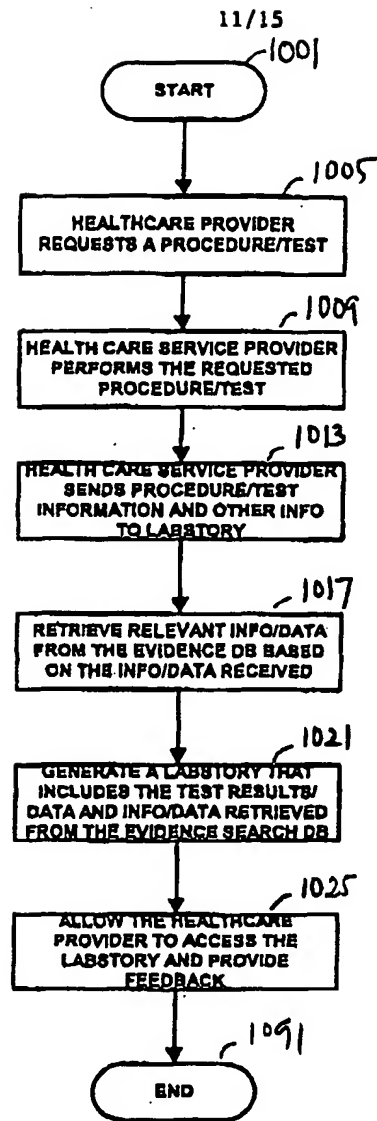 11/15
1001
START
1005
HEALTHCARE PROVIDER
REQUESTS A PROCEDURE/TEST
1009
HEALTH CARE SERVICE PROVIDER
PERFORMS THE REQUESTED
PROCEDURE/TEST
1013
HEALTH CARE SERVICE PROVIDER
SENDS PROCEDURE/TEST
INFORMATION AND OTHER INFO
TO LABSTORY
1017
RETRIEVE RELEVANT INFO/DATA
FROM THE EVIDENCE DB BASED
ON THE INFO/DATA RECEIVED
1021
GENERATE A LABSTORY THAT
INCLUDES THE TEST RESULTS/
DATA AND INFO/DATA RETRIEVED
FROM THE EVIDENCE SEARCH DB
1025
ALLOW THE HEALTHCARE
PROVIDER TO ACCESS THE
LABSTORY AND PROVIDE
FEEDBACK
1091
END